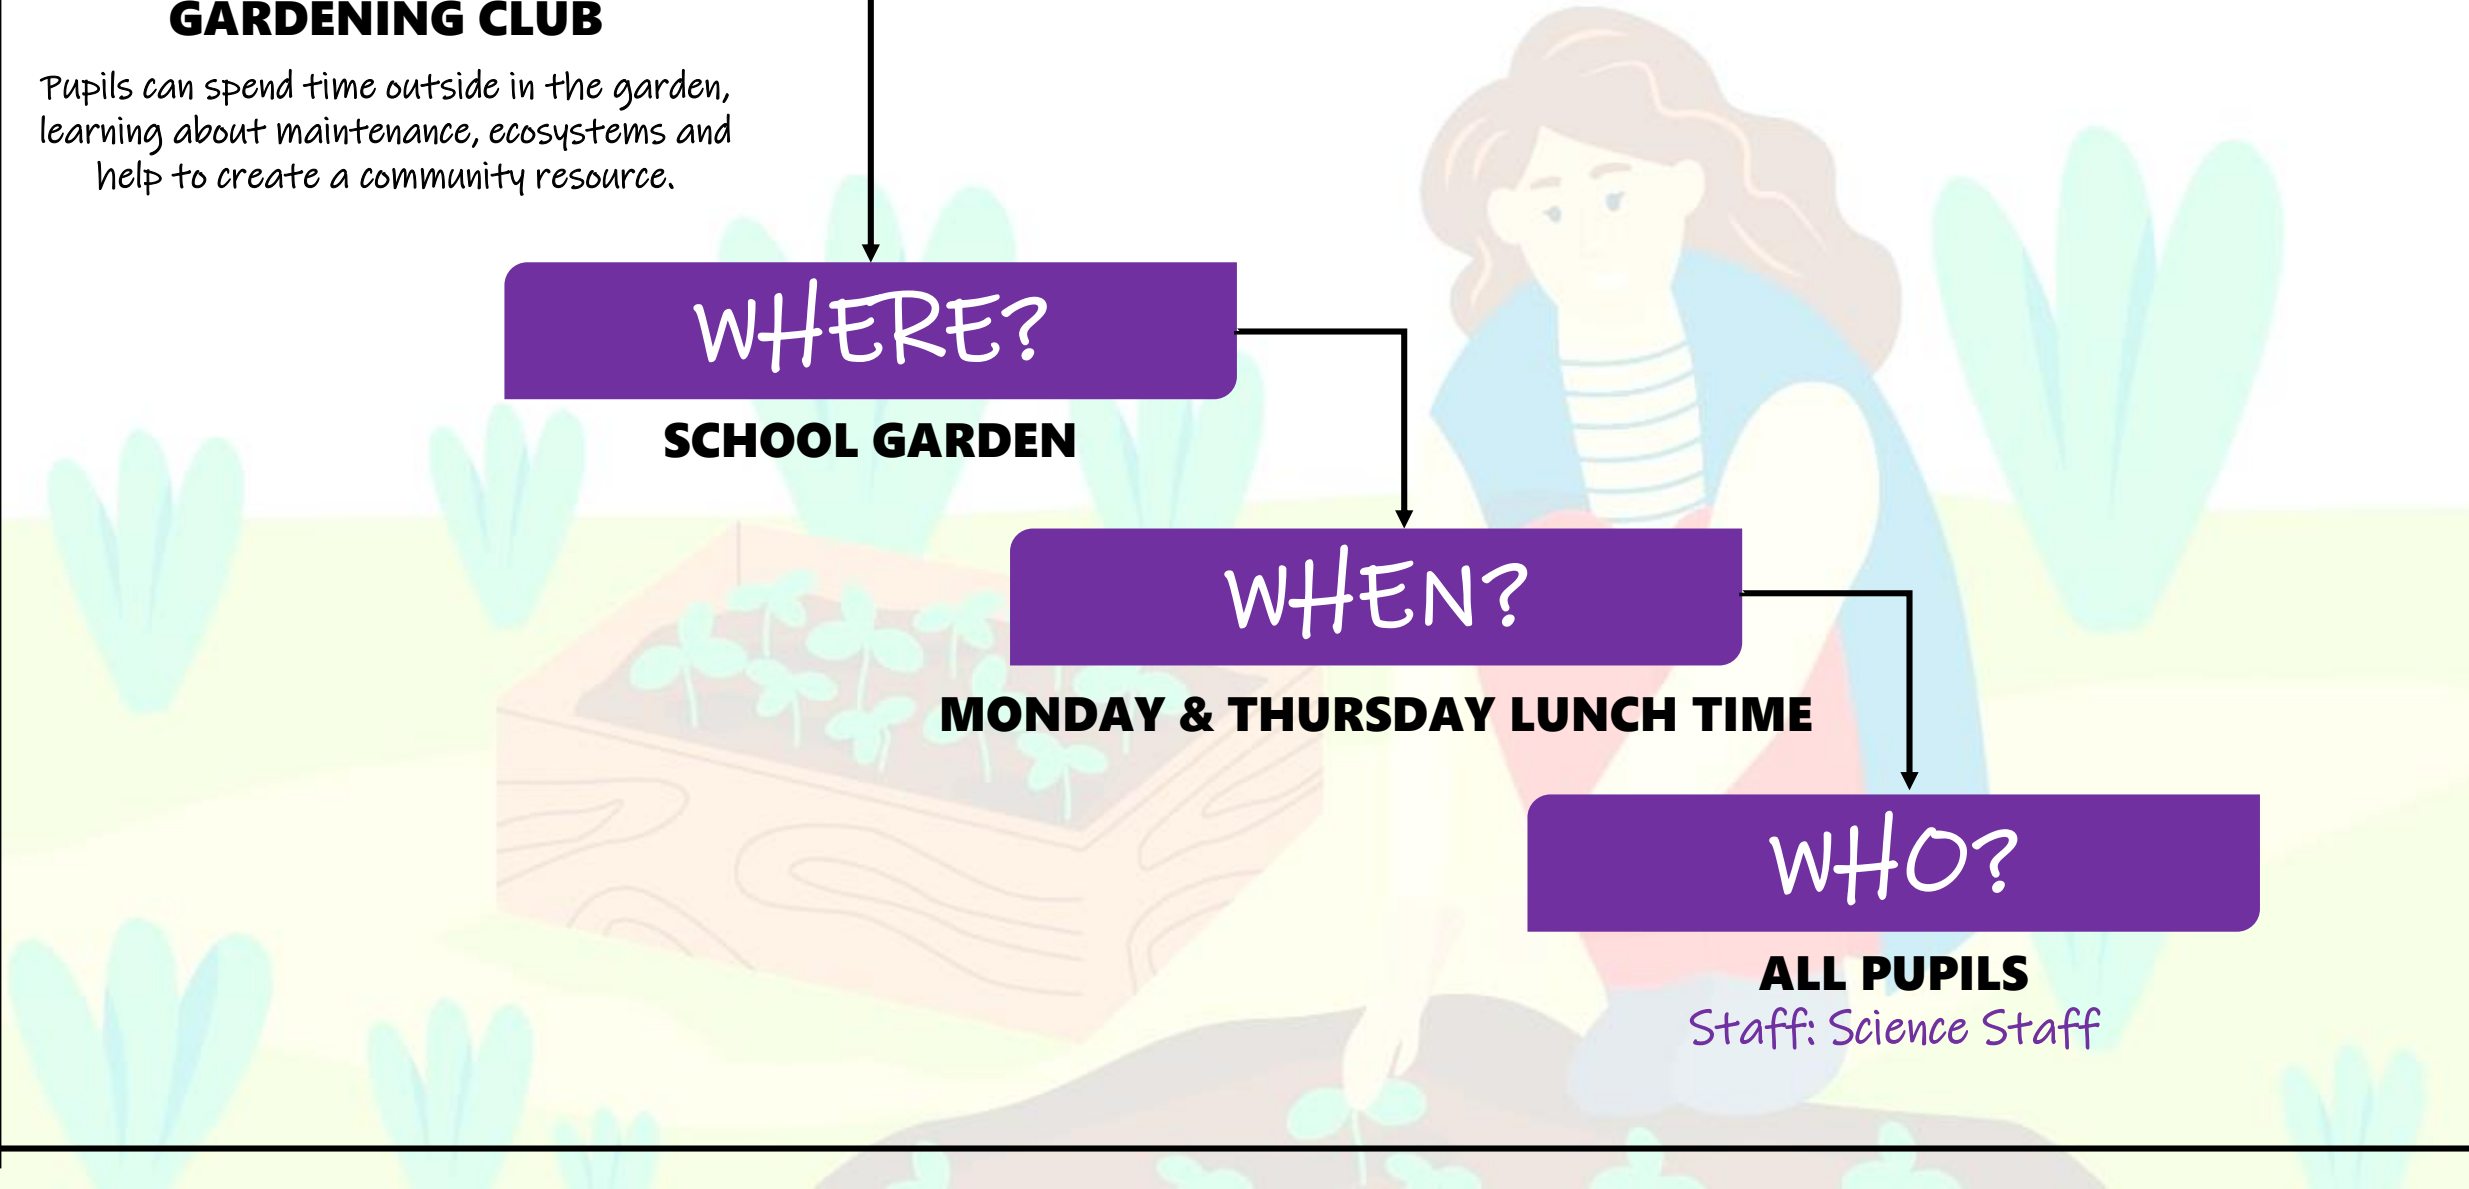 GARDENING CLUB
Pupils can spend time outside in the garden,
learning about maintenance, ecosystems and
help to create a community resource.
WHERE?
SCHOOL GARDEN
WHEN?
MONDAY & THURSDAY LUNCH TIME
WHO?
ALL PUPILS
Staff: Science Staff